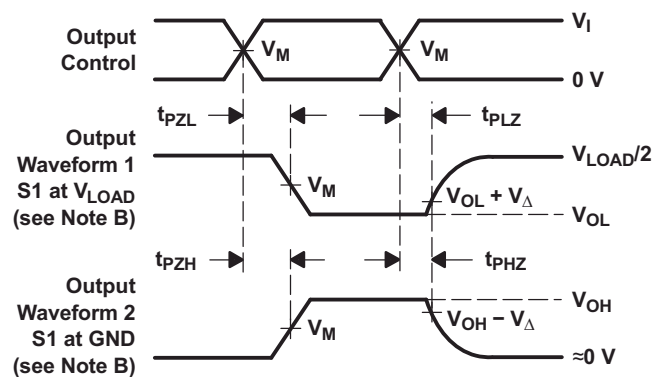 Output
Control
V_M
V_M
V_I
0 V
t_PZL
t_PLZ
Output
Waveform 1
S1 at V_LOAD
(see Note B)
V_M
V_LOAD/2
V_OL + V_Δ
V_OL
t_PZH
t_PHZ
Output
Waveform 2
S1 at GND
(see Note B)
V_M
V_OH
V_OH − V_Δ
≈0 V